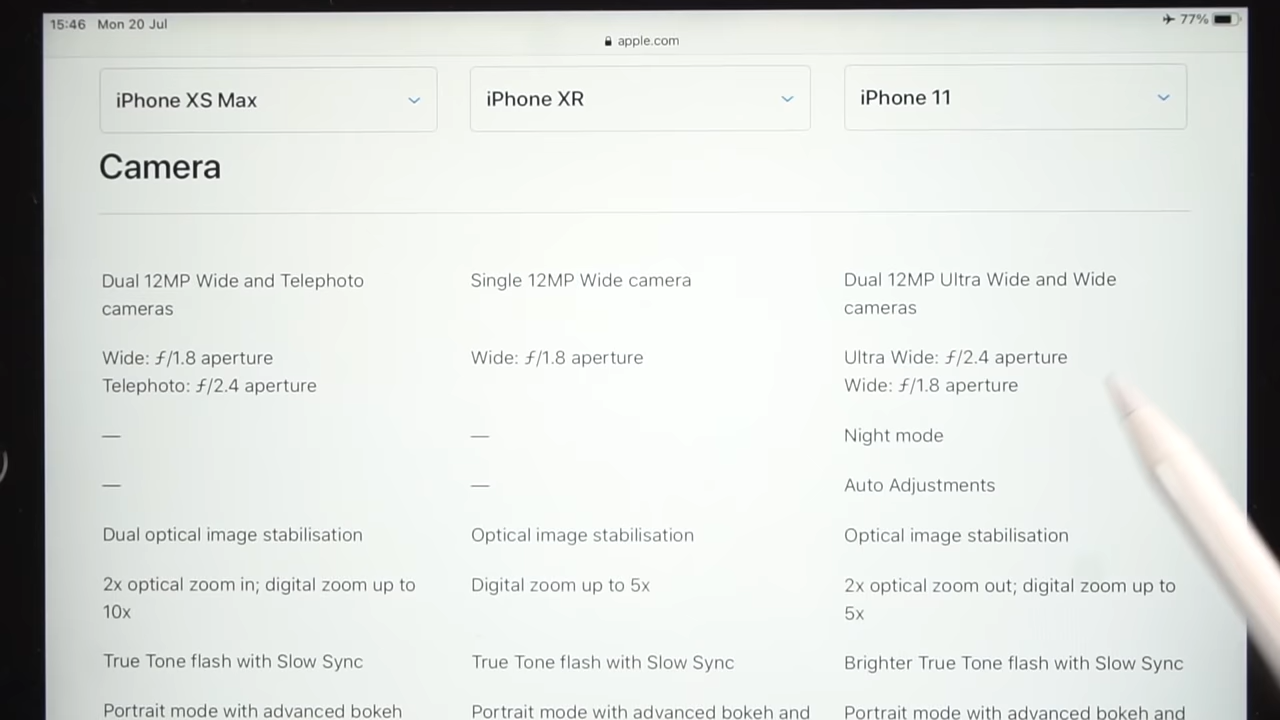 15:46 Mon 20 Jul
77%
apple.com
iPhone XS Max
iPhone XR
iPhone 11
Camera
Dual 12MP Wide and Telephoto
cameras
Single 12MP Wide camera
Dual 12MP Ultra Wide and Wide
cameras
Wide: ƒ/1.8 aperture
Telephoto: ƒ/2.4 aperture
Wide: ƒ/1.8 aperture
Ultra Wide: ƒ/2.4 aperture
Wide: ƒ/1.8 aperture
—
—
Night mode
—
—
Auto Adjustments
Dual optical image stabilisation
Optical image stabilisation
Optical image stabilisation
2x optical zoom in; digital zoom up to
10x
Digital zoom up to 5x
2x optical zoom out; digital zoom up to
5x
True Tone flash with Slow Sync
True Tone flash with Slow Sync
Brighter True Tone flash with Slow Sync
Portrait mode with advanced bokeh
Portrait mode with advanced bokeh and
Portrait mode with advanced bokeh and